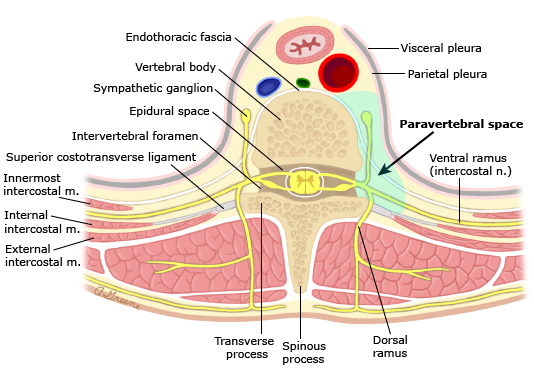 Endothoracic fascia
Vertebral body
Sympathetic ganglion
Epidural space
Intervertebral foramen
Superior costotransverse ligament
Innermost
intercostal m.
Internal
intercostal m.
External
intercostal m.
Visceral pleura
Parietal pleura
Paravertebral space
Ventral ramus
(intercostal n.)
A. Greene
Transverse
process
Spinous
process
Dorsal
ramus